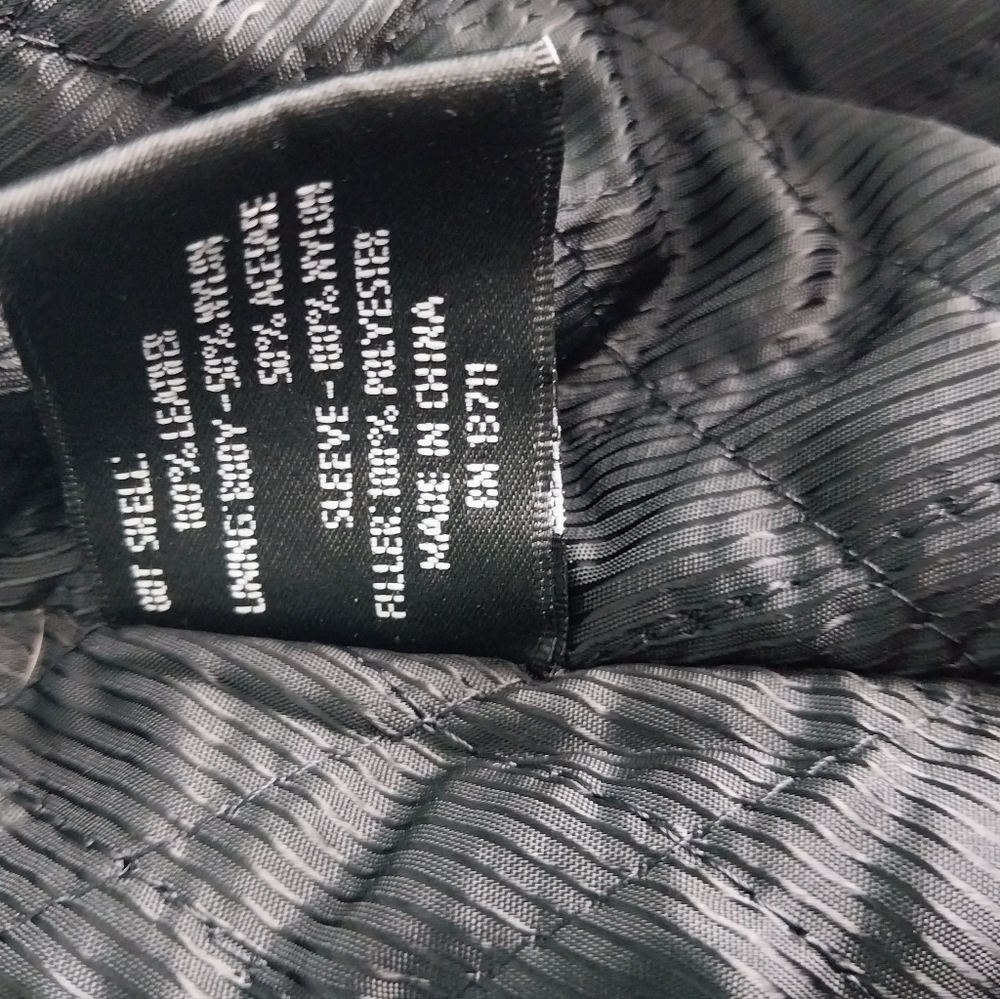 OUT SHELL:
100% LEATHER
LINING: BODY - 50% NYLON
50% ACETATE
SLEEVE - 100% NYLON
FILLER: 100% POLYESTER
MADE IN CHINA
RN 13711